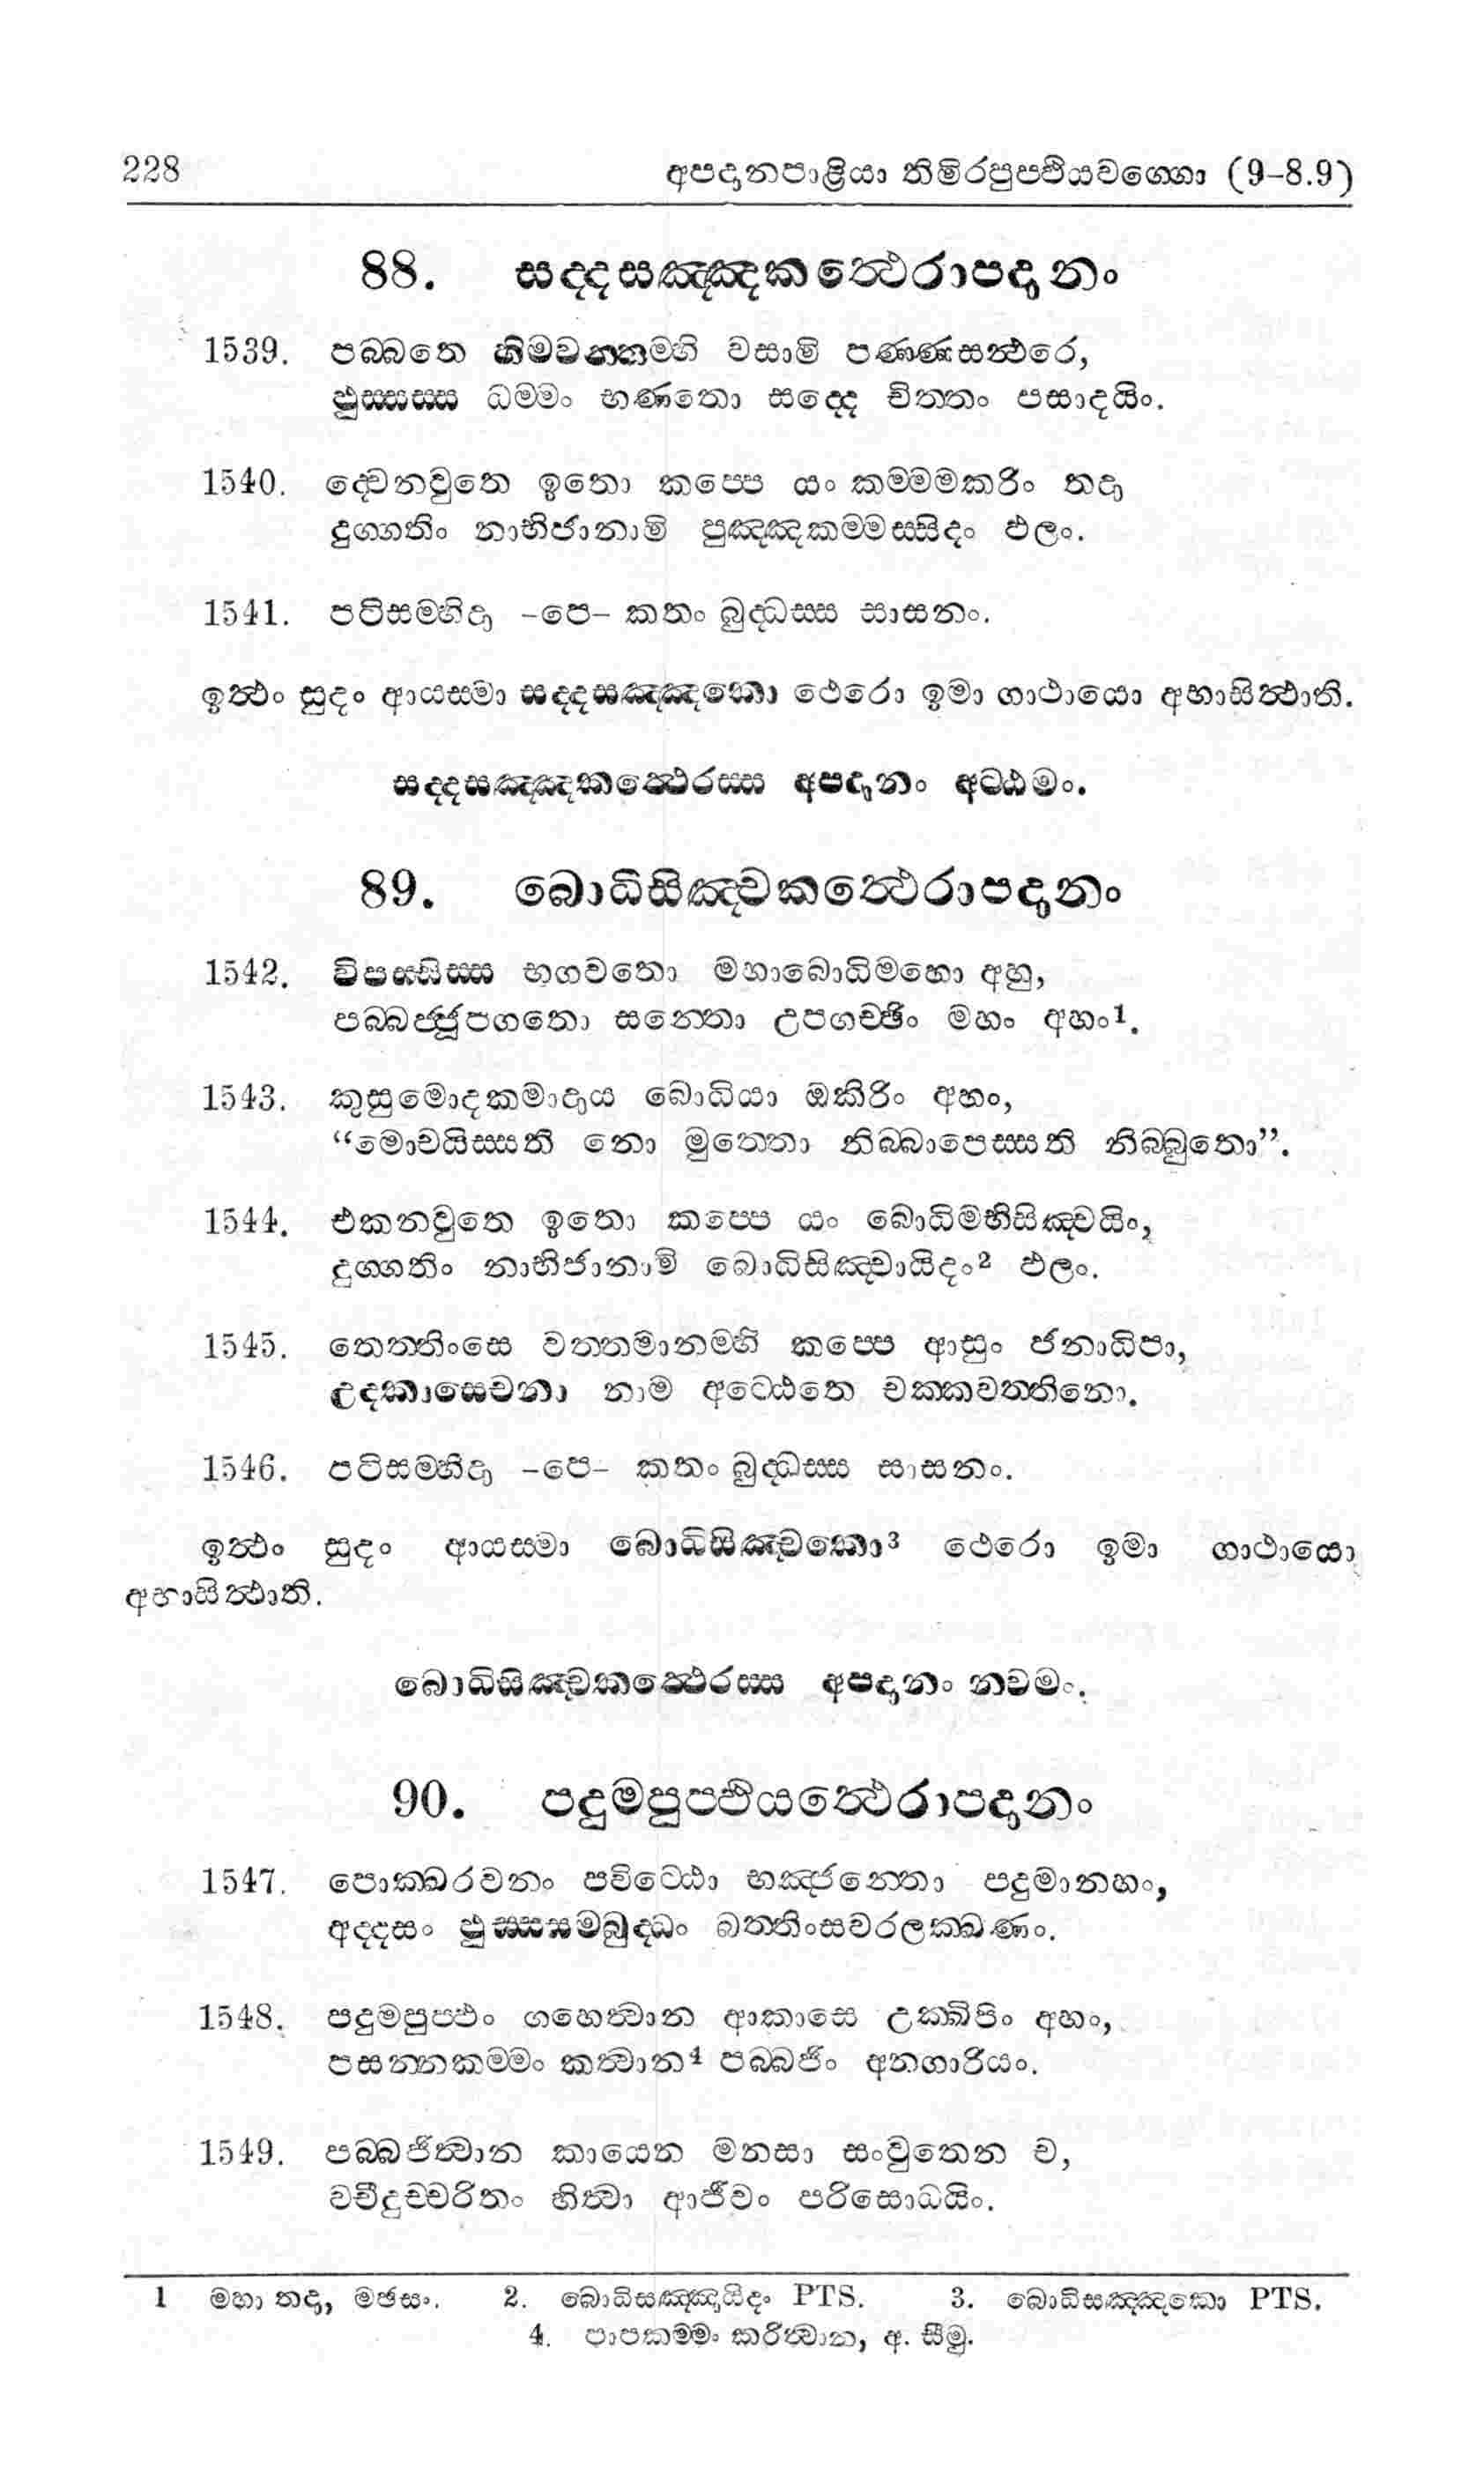 228 අපදානපාළියා තිමිරපුප්ඵියවග්ගො (9–8.9)
88. සද්දසඤ්ඤකත්ථෙරාපදානං
1539. පබ්බතෙ හිමවන්තම්හි වසාමි පණ්ණසන්ථරෙ,
ඵුස්සස්ස ධම්මං භණතො සද්දෙ චිත්තං පසාදයිං.
1540. ද්වෙනවුතෙ ඉතො කප්පෙ යං කම්මමකරිං තදා
දුග්ගතිං නාභිජානාමි පුඤ්ඤකම්මස්සිදං ඵලං.
1541. පටිසම්භිදා –පෙ– කතං බුද්ධස්ස සාසනං.
ඉත්ථං සුදං ආයස්මා සද්දසඤ්ඤකො ථෙරො ඉමා ගාථායො අභාසිත්ථාති.
සද්දසඤ්ඤකත්ථෙරස්ස අපදානං අට්ඨමං.
89. බොධිසිඤ්චකත්ථෙරාපදානං
1542. විපස්සිස්ස භගවතො මහාබොධිමහො අහු,
පබ්බජ්ජූපගතො සන්තො උපගච්ඡිං මහං අහං¹.
1543. කුසුමොදකමාදාය බොධියා ඔකිරිං අහං,
“මොචයිස්සති නො මුත්තො නිබ්බාපෙස්සති නිබ්බුතො”.
1544. එකනවුතෙ ඉතො කප්පෙ යං බොධිමභිසිඤ්චයිං,
දුග්ගතිං නාභිජානාමි බොධිසිඤ්චායිදං² ඵලං.
1545. තෙත්තිංසෙ වත්තමානම්හි කප්පෙ ආසුං ජනාධිපා,
උදකාසෙචනා නාම අට්ඨෙතෙ චක්කවත්තිනො.
1546. පටිසම්භිදා –පෙ– කතං බුද්ධස්ස සාසනං.
ඉත්ථං සුදං ආයස්මා බොධිසිඤ්චකො³ ථෙරො ඉමා ගාථායො
අභාසිත්ථාති.
බොධිසිඤ්චකත්ථෙරස්ස අපදානං නවමං.
90. පදුමපුප්ඵියත්ථෙරාපදානං
1547. පොක්ඛරවනං පවිට්ඨො භඤ්ජන්තො පදුමානහං,
අද්දසං ඵුස්සසම්බුද්ධං බත්තිංසවරලක්ඛණං.
1548. පදුමපුප්ඵං ගහෙත්වාන ආකාසෙ උක්ඛිපිං අහං,
පසන්නකම්මං කත්වාන⁴ පබ්බජිං අනගාරියං.
1549. පබ්බජිත්වාන කායෙන මනසා සංවුතෙන ච,
වචීදුච්චරිතං හිත්වා ආජීවං පරිසොධයිං.
1 මහා තදා, මඡසං. 2. බොධිසඤ්ඤායිදං PTS. 3. බොධිසඤ්ඤකො PTS.
4. පාපකම්මං කරිත්වාන, අ. සීමු.